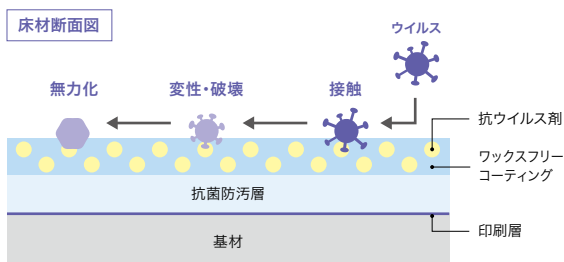 床材断面図
ウイルス
無力化
変性・破壊
接触
抗ウイルス剤
ワックスフリー
コーティング
抗菌防汚層
印刷層
基材